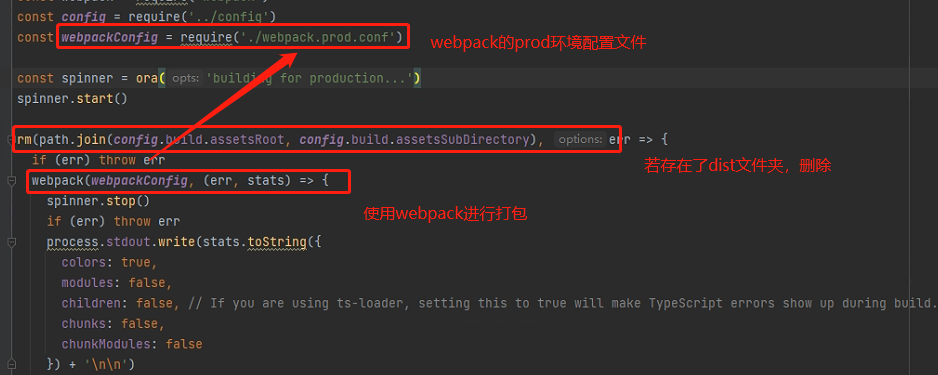 const config = require('../config')
const webpackConfig = require('./webpack.prod.conf')
webpack的prod环境配置文件
const spinner = ora( opts: 'building for production...')
spinner.start()
rm(path.join(config.build.assetsRoot, config.build.assetsSubDirectory), options: err => {
若存在了dist文件夹，删除
if (err) throw err
webpack(webpackConfig, (err, stats) => {
使用webpack进行打包
spinner.stop()
if (err) throw err
process.stdout.write(stats.toString({
colors: true,
modules: false,
children: false, // If you are using ts-loader, setting this to true will make TypeScript errors show up during build.
chunks: false,
chunkModules: false
}) + '\n\n')